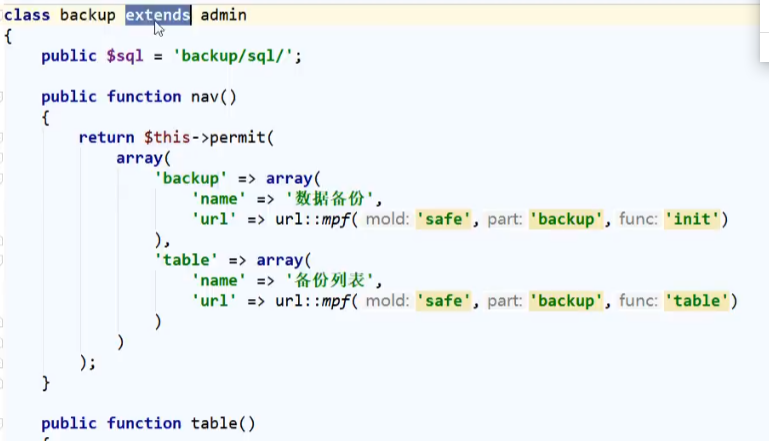 class backup extends admin
{
public $sql = 'backup/sql/';
public function nav()
{
return $this->permit(
array(
'backup' => array(
'name' => '数据备份',
'url' => url::mpf( mold: 'safe', part: 'backup', func: 'init')
),
'table' => array(
'name' => '备份列表',
'url' => url::mpf( mold: 'safe', part: 'backup', func: 'table')
)
)
);
}
public function table()